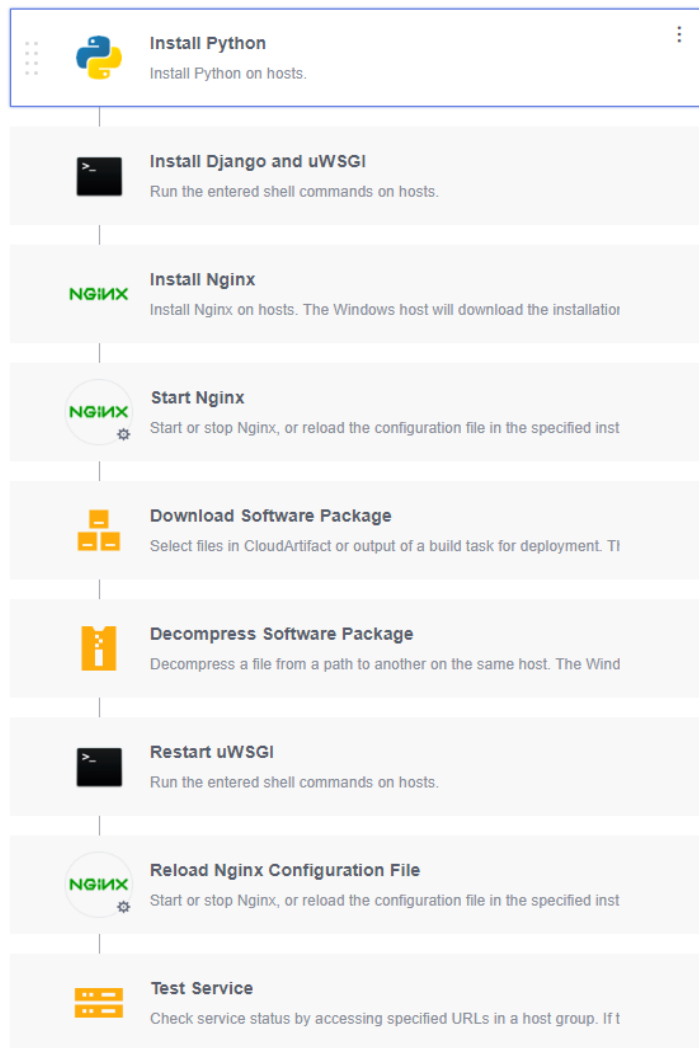 Install Python
Install Python on hosts.
>_
Install Django and uWSGI
Run the entered shell commands on hosts.
NGINX
Install Nginx
Install Nginx on hosts. The Windows host will download the installation
NGINX
Start Nginx
Start or stop Nginx, or reload the configuration file in the specified inst
Download Software Package
Select files in CloudArtifact or output of a build task for deployment. Th
Decompress Software Package
Decompress a file from a path to another on the same host. The Wind
>_
Restart uWSGI
Run the entered shell commands on hosts.
NGINX
Reload Nginx Configuration File
Start or stop Nginx, or reload the configuration file in the specified inst
Test Service
Check service status by accessing specified URLs in a host group. If t